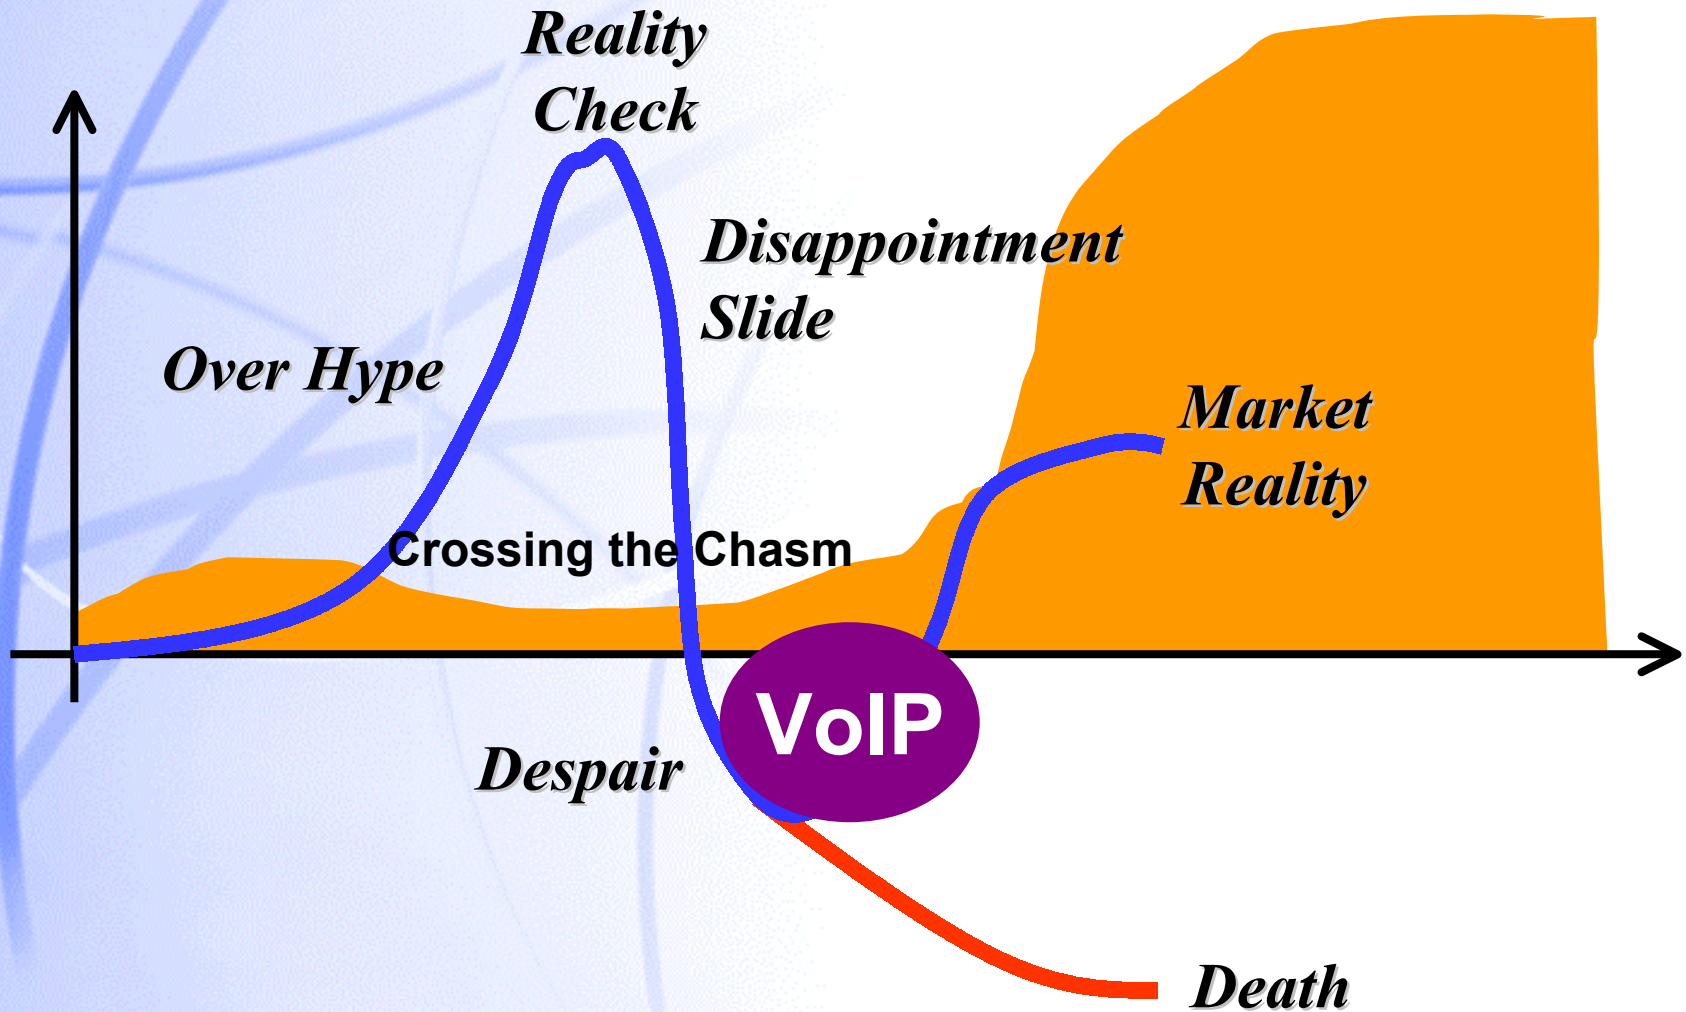 Reality
Check
Disappointment
Slide
Over Hype
Market
Reality
Crossing the Chasm
VoIP
Despair
Death